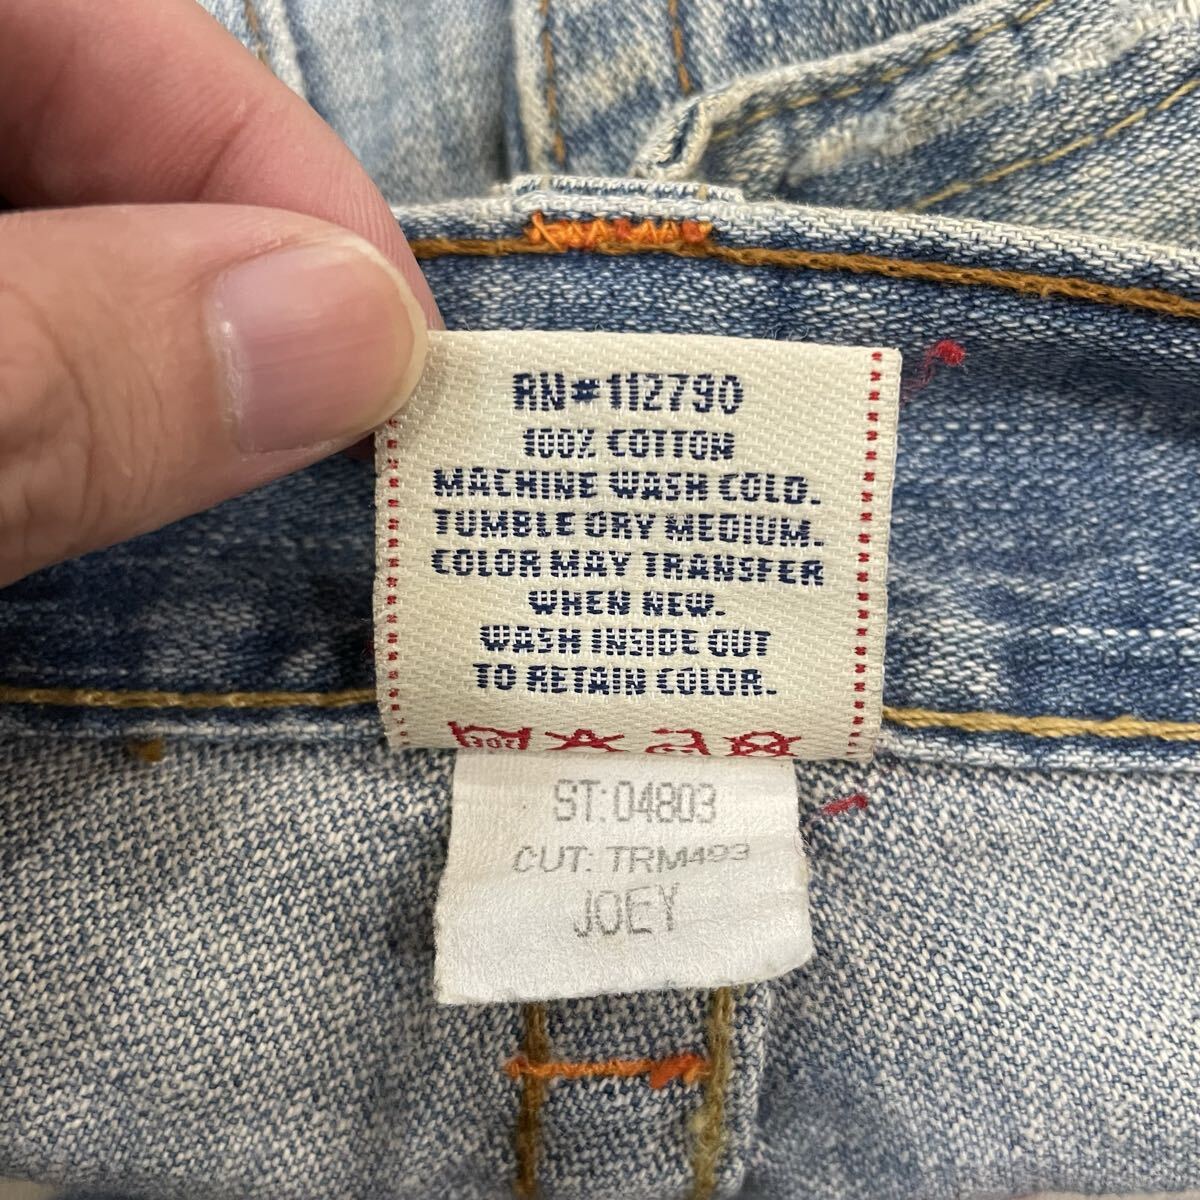 RN#112790
100% COTTON
MACHINE WASH COLD.
TUMBLE DRY MEDIUM.
COLOR MAY TRANSFER
WHEN NEW.
WASH INSIDE OUT
TO RETAIN COLOR.
30C
ST:04803
CUT: TRM493
JOEY